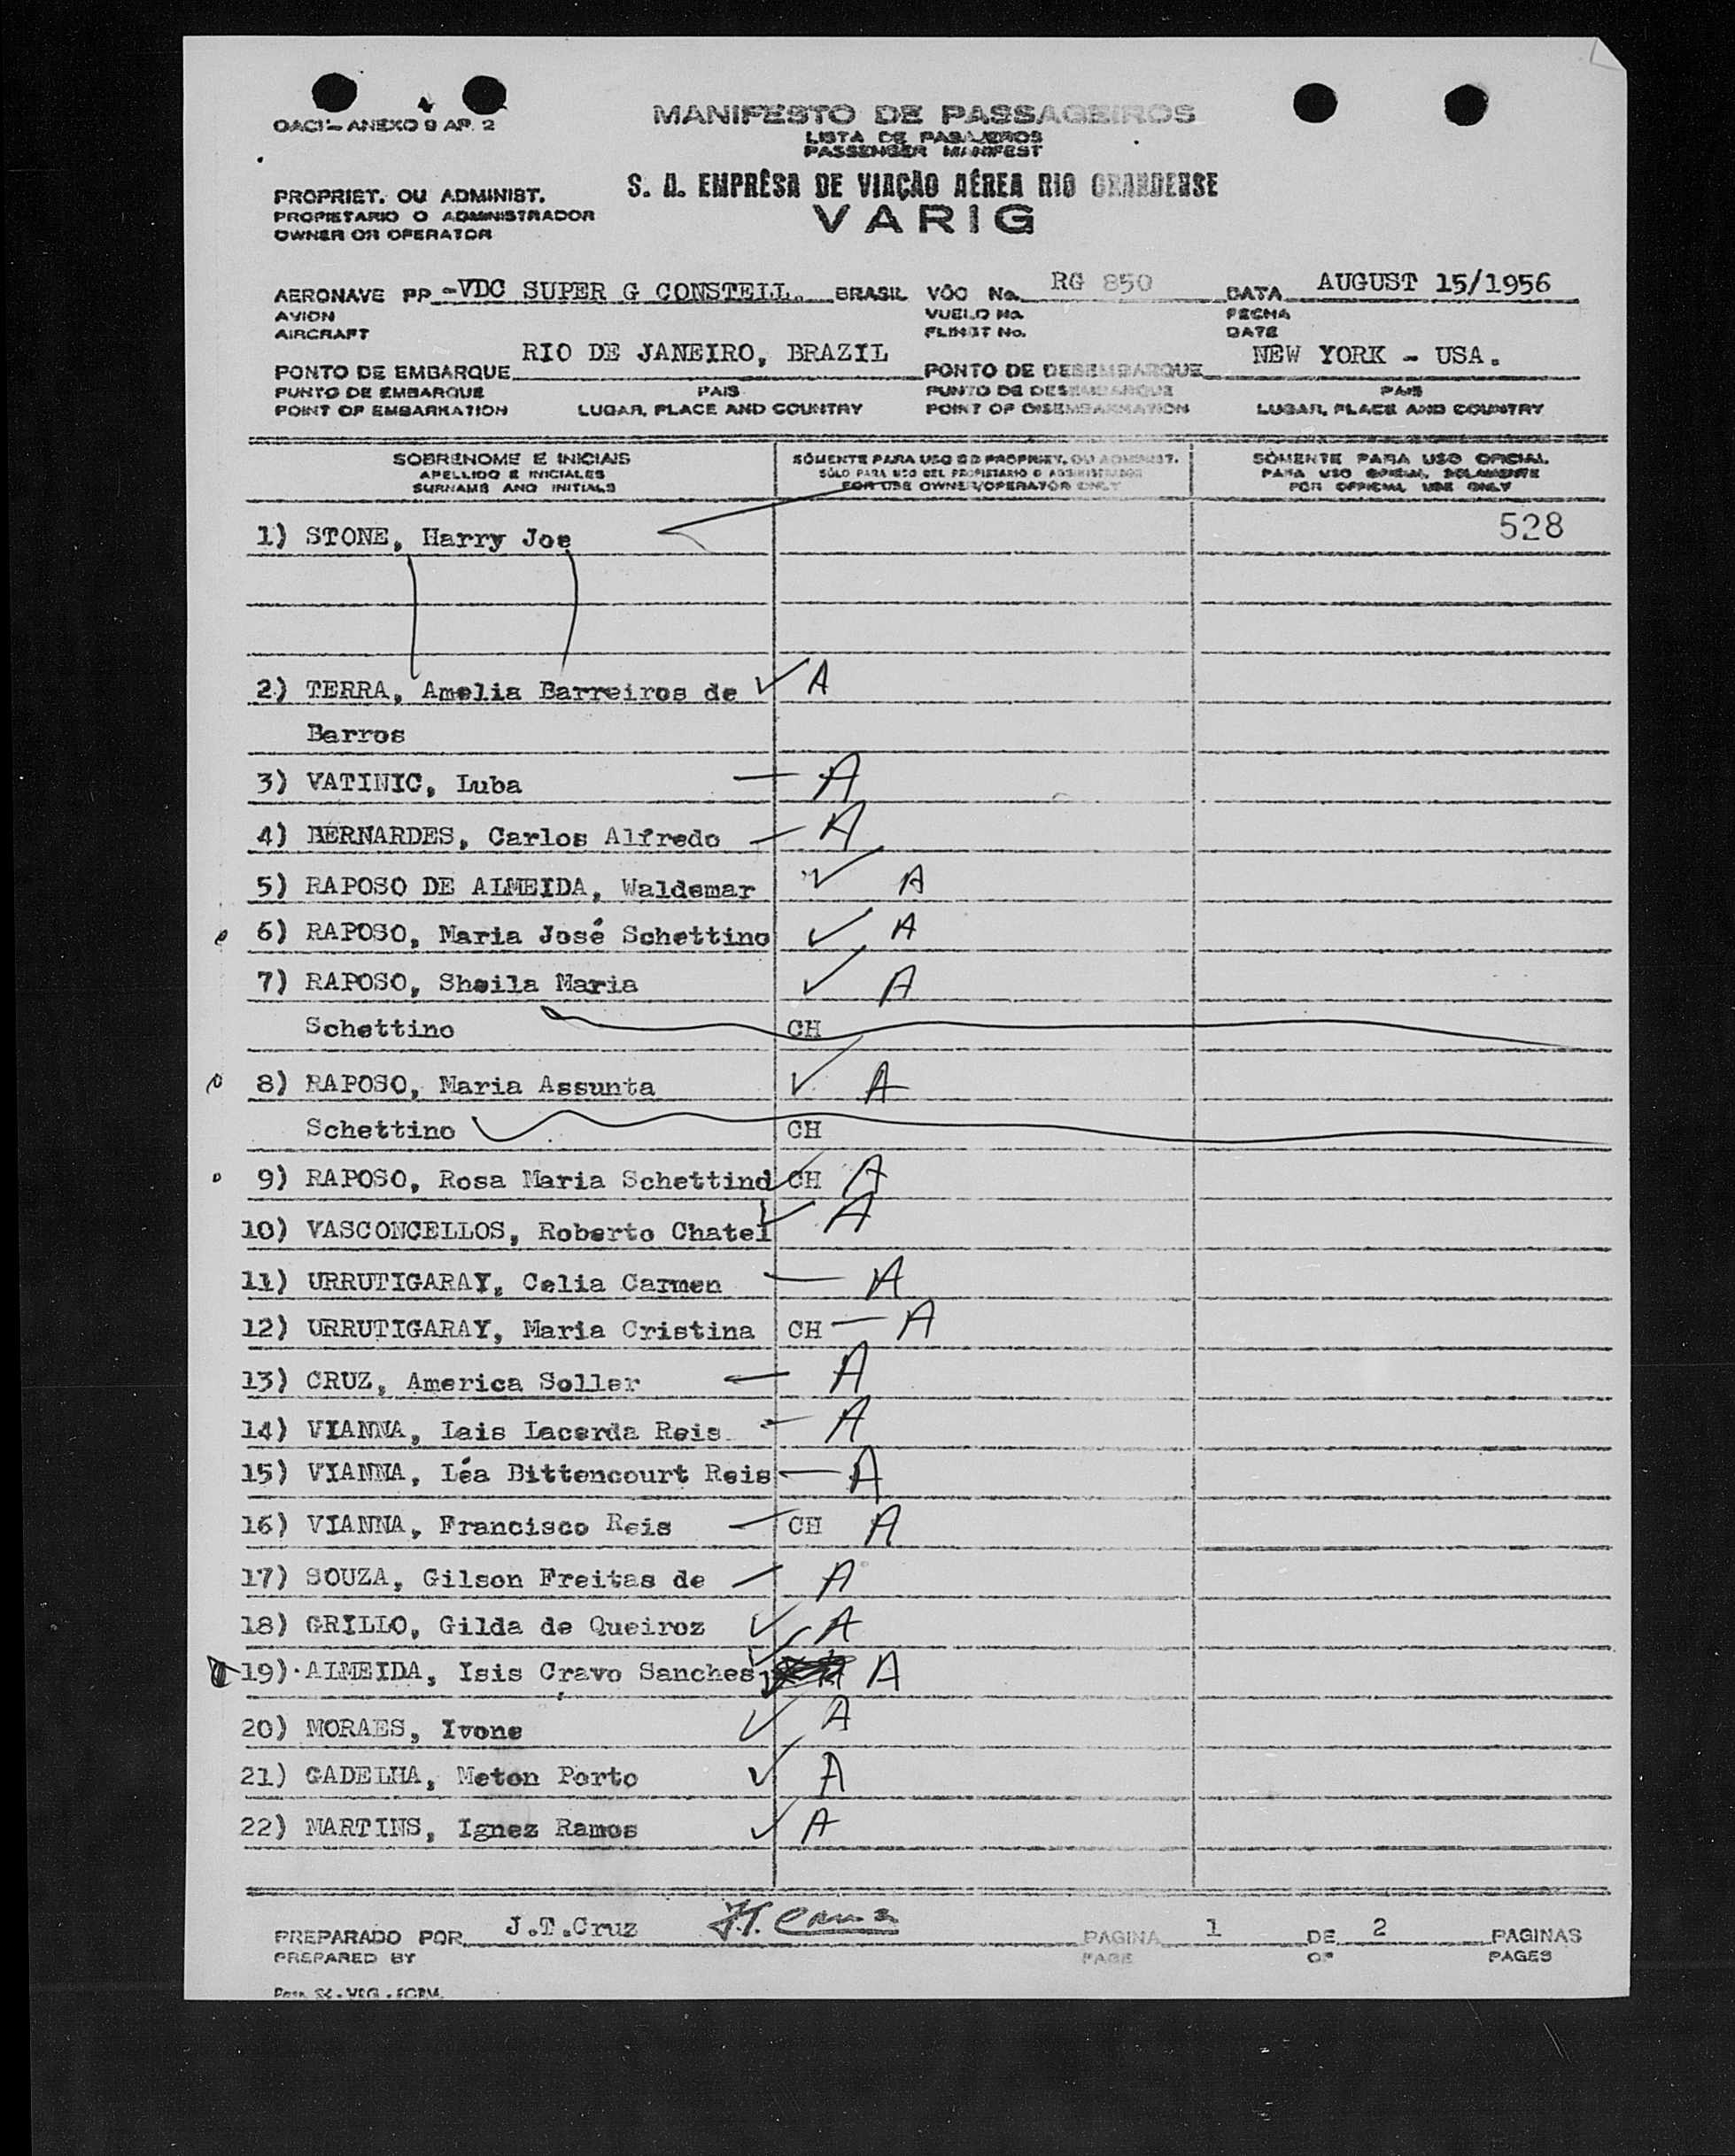 OACI - ANEXO 9 AP. 2
MANIFESTO DE PASSAGEIROS
LISTA DE PASAJEROS
PASSENGER MANIFEST
S. A. EMPRÊSA DE VIAÇÃO AÉREA RIO GRANDENSE
VARIG
PROPRIET. OU ADMINIST.
PROPIETARIO O ADMINISTRADOR
OWNER OR OPERATOR
AERONAVE PP -VDC SUPER G CONSTELL. BRASIL VÔO No. RG 850 DATA AUGUST 15/1956
AVION VUELO No. FECHA
AIRCRAFT FLINGT No. DATE
PONTO DE EMBARQUE RIO DE JANEIRO, BRAZIL PONTO DE DESEMBARQUE NEW YORK - USA.
PUNTO DE EMBARQUE PAIS PUNTO DE DESEMBARQUE PAIS
POINT OF EMBARKATION LUGAR, PLACE AND COUNTRY POINT OF DISEMBARKATION LUGAR, PLACE AND COUNTRY
SOBRENOME E INICIAIS SÓMENTE PARA USO DO PROPRIET. OU ADMINIST. SÓMENTE PARA USO OFICIAL
APELLIDO E INICIALES SÓLO PARA USO DEL PROPIETARIO O ADMINISTRADOR PARA USO OFICIAL SOLAMENTE
SURNAME AND INITIALS FOR USE OWNER/OPERATOR ONLY FOR OFFICIAL USE ONLY
1) STONE, Harry Joe 528
2) TERRA, Amelia Barreiros de A
Barros
3) VATINIC, Luba A
4) BERNARDES, Carlos Alfredo A
5) RAPOSO DE ALMEIDA, Waldemar A
6) RAPOSO, Maria José Schettino A
7) RAPOSO, Sheila Maria A
Schettino CH
8) RAPOSO, Maria Assunta A
Schettino CH
9) RAPOSO, Rosa Maria Schettino CH A
10) VASCONCELLOS, Roberto Chatel A
11) URRUTIGARAY, Celia Carmen A
12) URRUTIGARAY, Maria Cristina CH A
13) CRUZ, America Soller A
14) VIANNA, Lais Lacerda Reis A
15) VIANNA, Léa Bittencourt Reis A
16) VIANNA, Francisco Reis CH A
17) SOUZA, Gilson Freitas de A
18) GRILLO, Gilda de Queiroz A
19) ALMEIDA, Isis Cravo Sanches A
20) MORAES, Ivone A
21) GADELHA, Meton Porto A
22) MARTINS, Ignez Ramos A
PREPARADO POR J.T.Cruz J.T. Cruz PAGINA 1 DE 2 PAGINAS
PREPARED BY PAGE OF PAGES